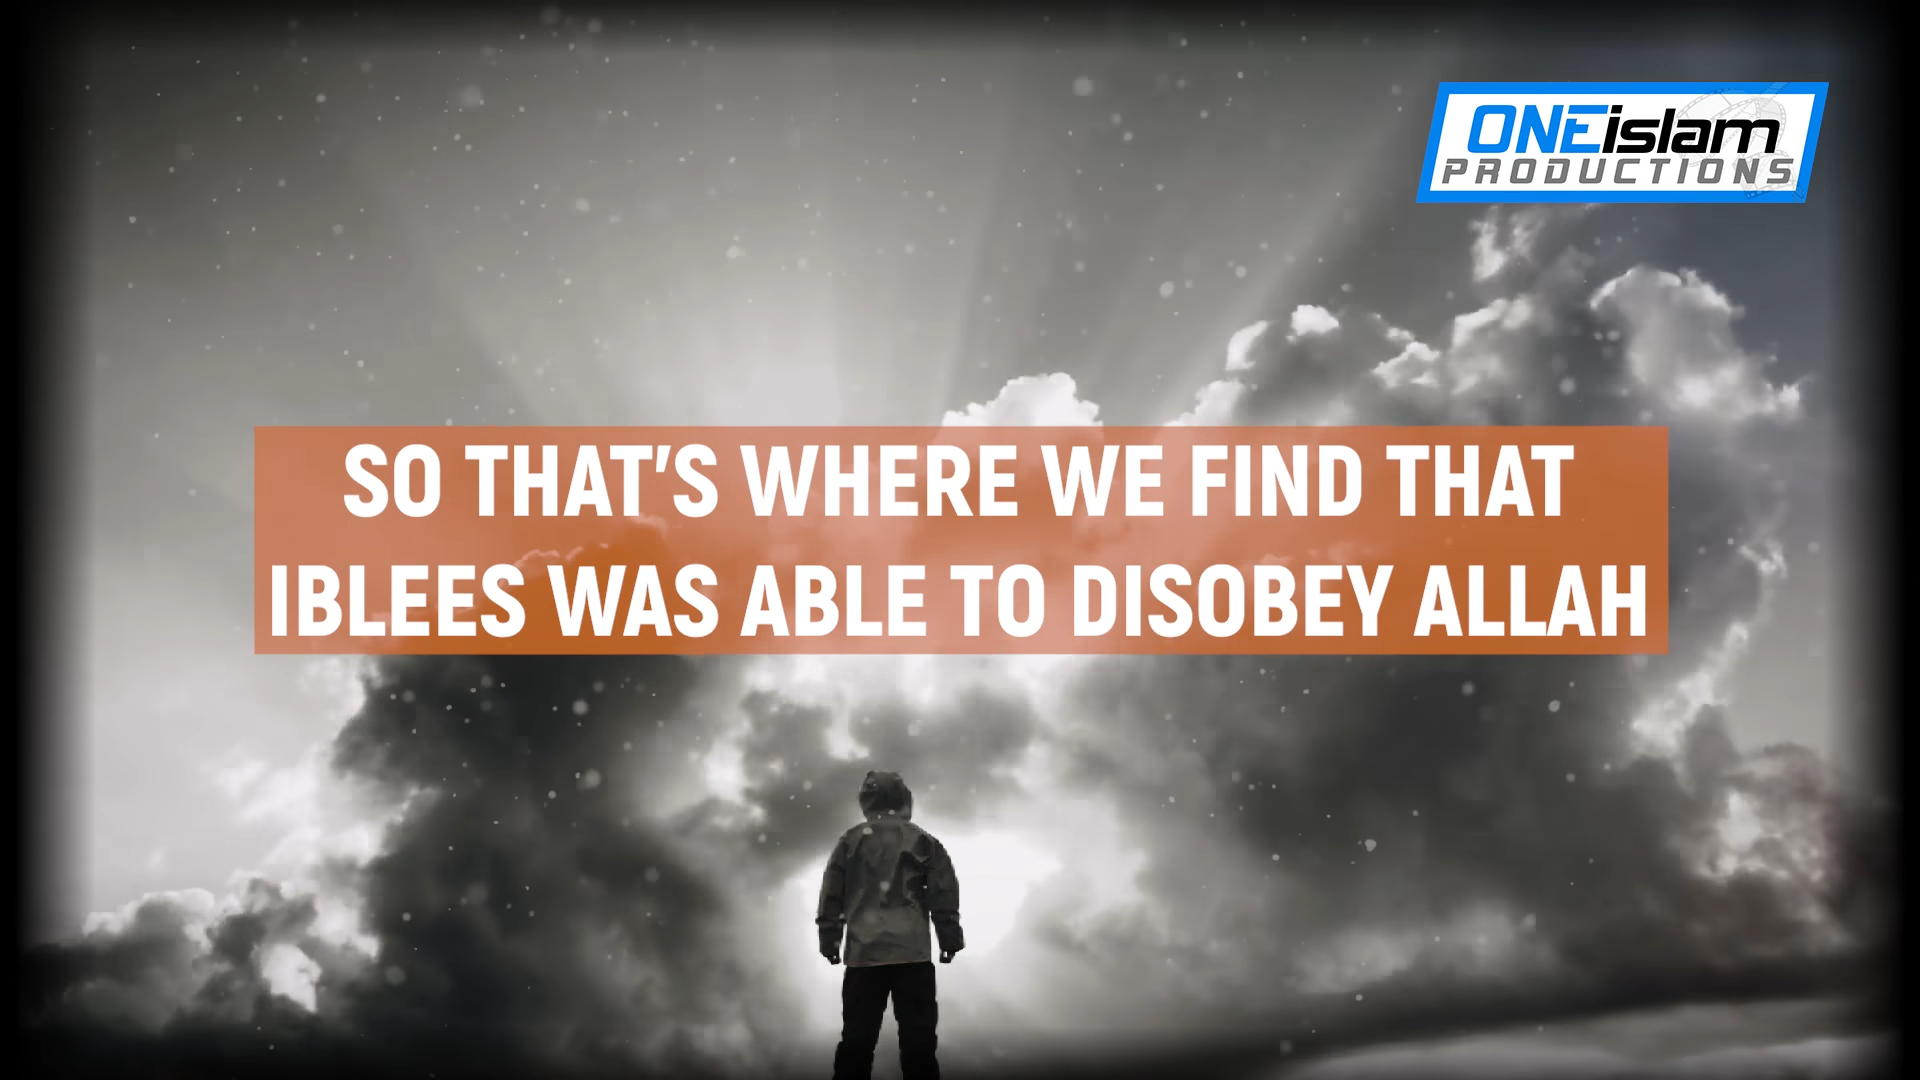 ONEislam
PRODUCTIONS
SO THAT'S WHERE WE FIND THAT
IBLEES WAS ABLE TO DISOBEY ALLAH